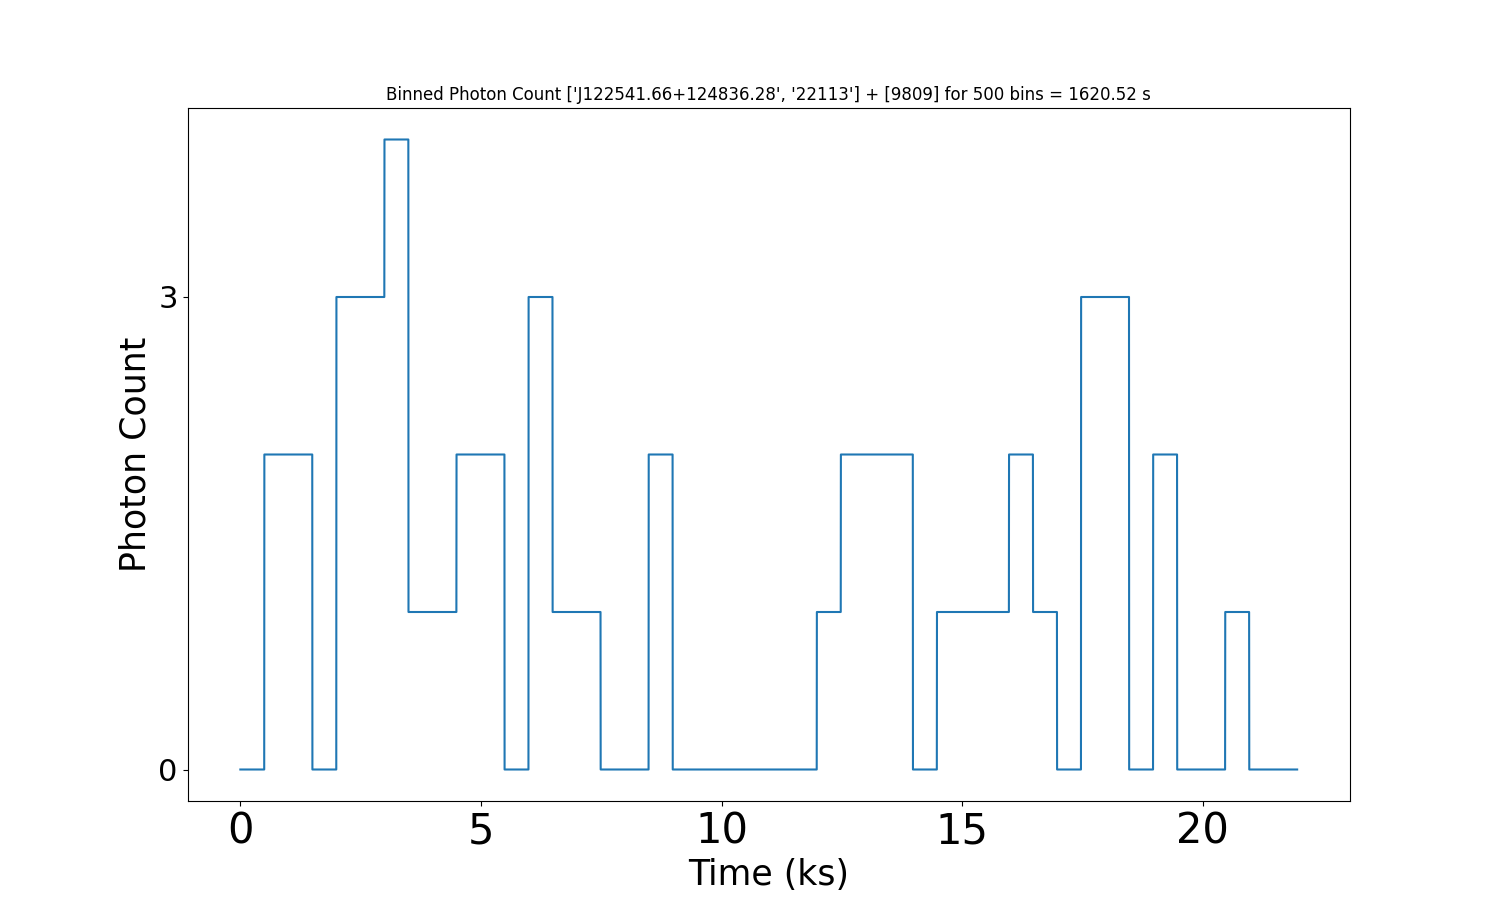 Binned Photon Count ['J122541.66+124836.28', '22113'] + [9809] for 500 bins = 1620.52 s
3
Photon Count
0
0 5 10 15 20
Time (ks)